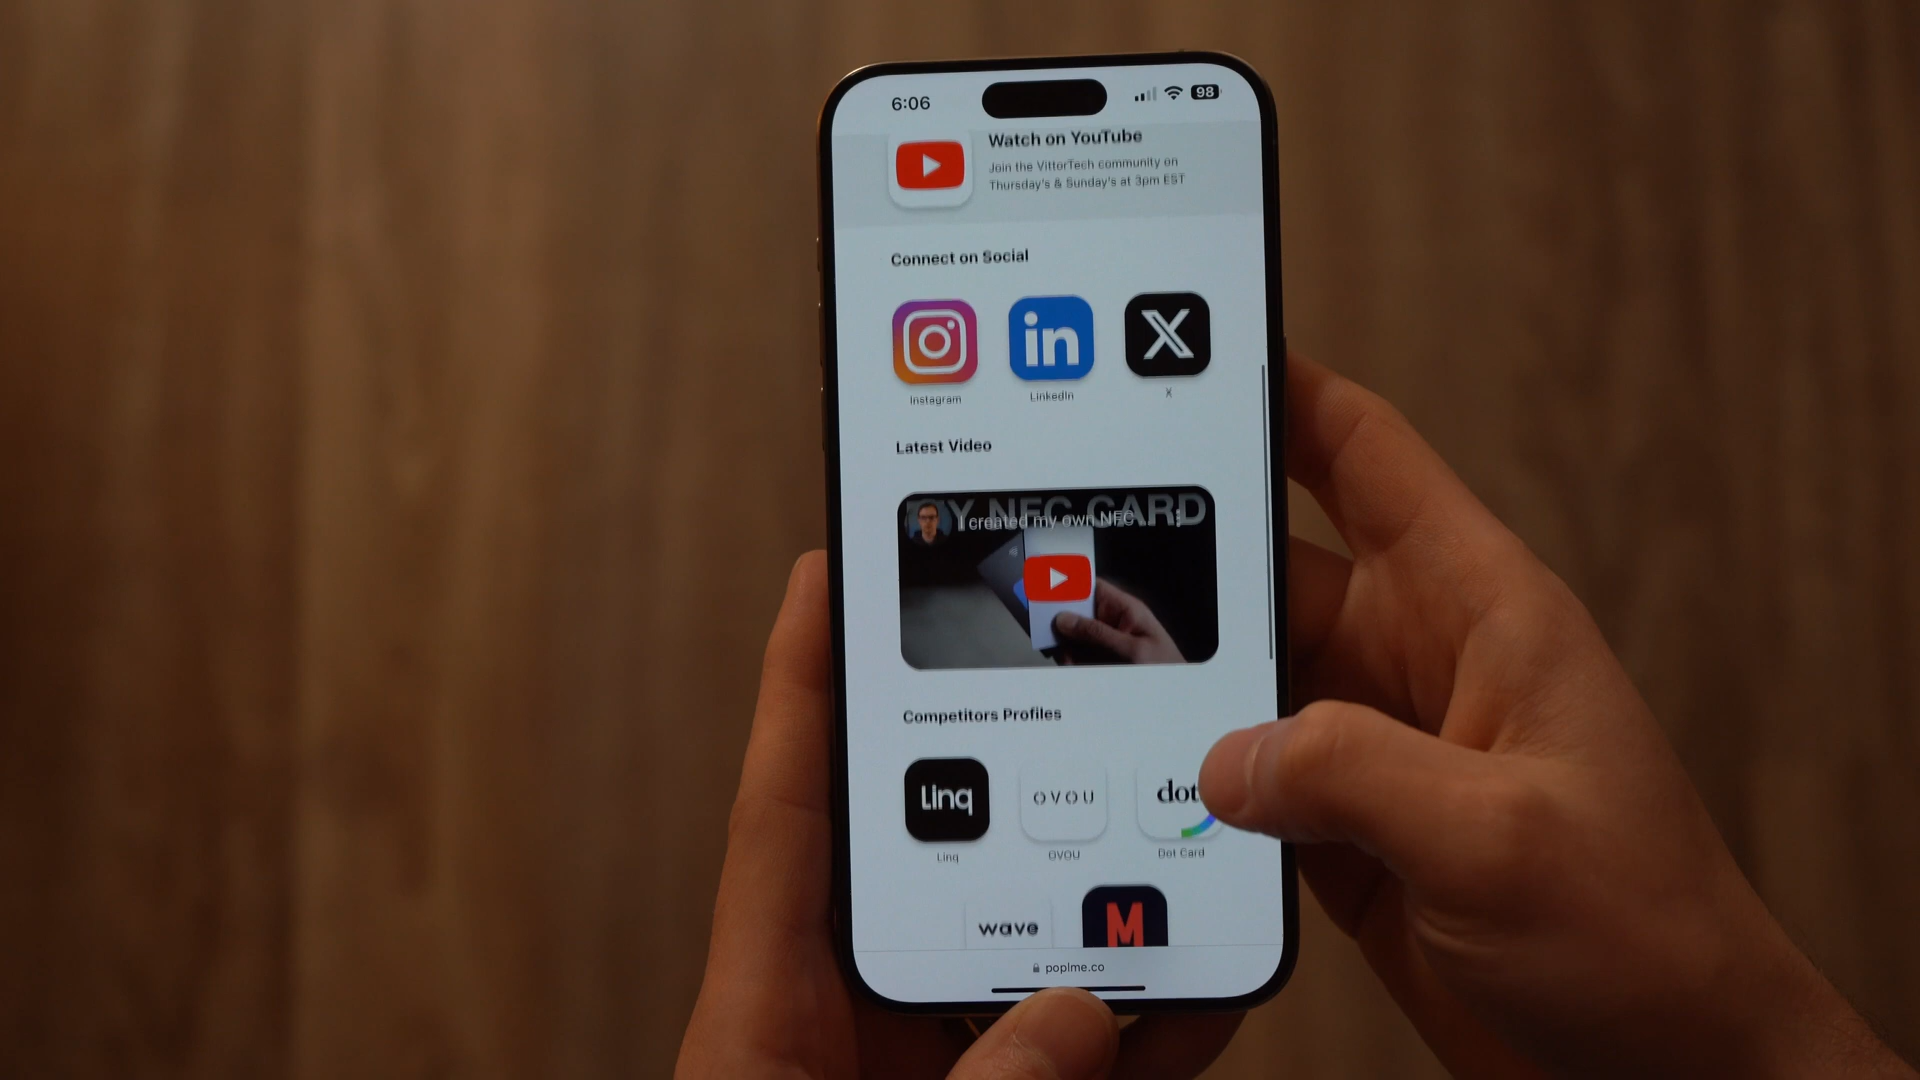 6:06
98
Watch on YouTube
Join the VittorTech community on
Thursday's & Sunday's at 3pm EST
Connect on Social
in
X
Instagram
LinkedIn
X
Latest Video
Y NFC CARD
I created my own NFC
Competitors Profiles
Linq
OVOU
dot
Linq
OVOU
Dot Card
wave
M
poplme.co